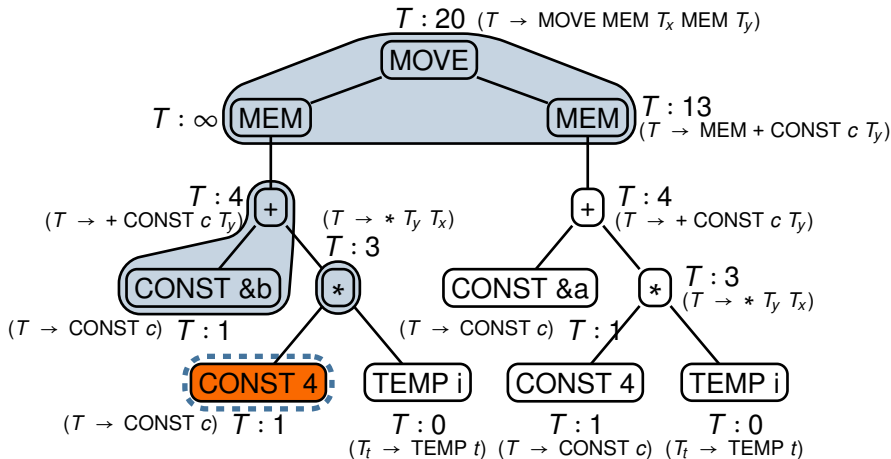 T : 20 (T → MOVE MEM Tx MEM Ty)
MOVE
T : ∞ MEM
MEM T : 13
(T → MEM + CONST c Ty)
T : 4
(T → + CONST c Ty)
+
(T → * Ty Tx)
T : 3
+
T : 4
(T → + CONST c Ty)
CONST &b
*
CONST &a
*
T : 3
(T → * Ty Tx)
(T → CONST c) T : 1
(T → CONST c) T : 1
CONST 4
TEMP i
CONST 4
TEMP i
(T → CONST c) T : 1
T : 0
(Tt → TEMP t)
T : 1
(T → CONST c)
T : 0
(Tt → TEMP t)